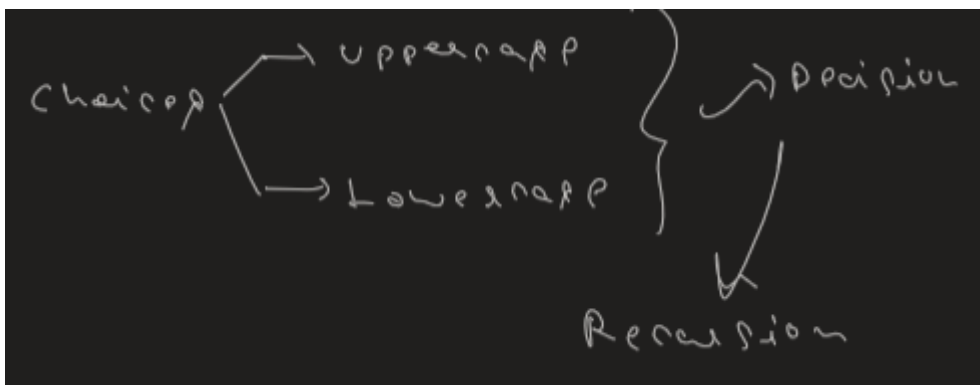 Uppercase
Choices
Decision
Lowercase
Recursion